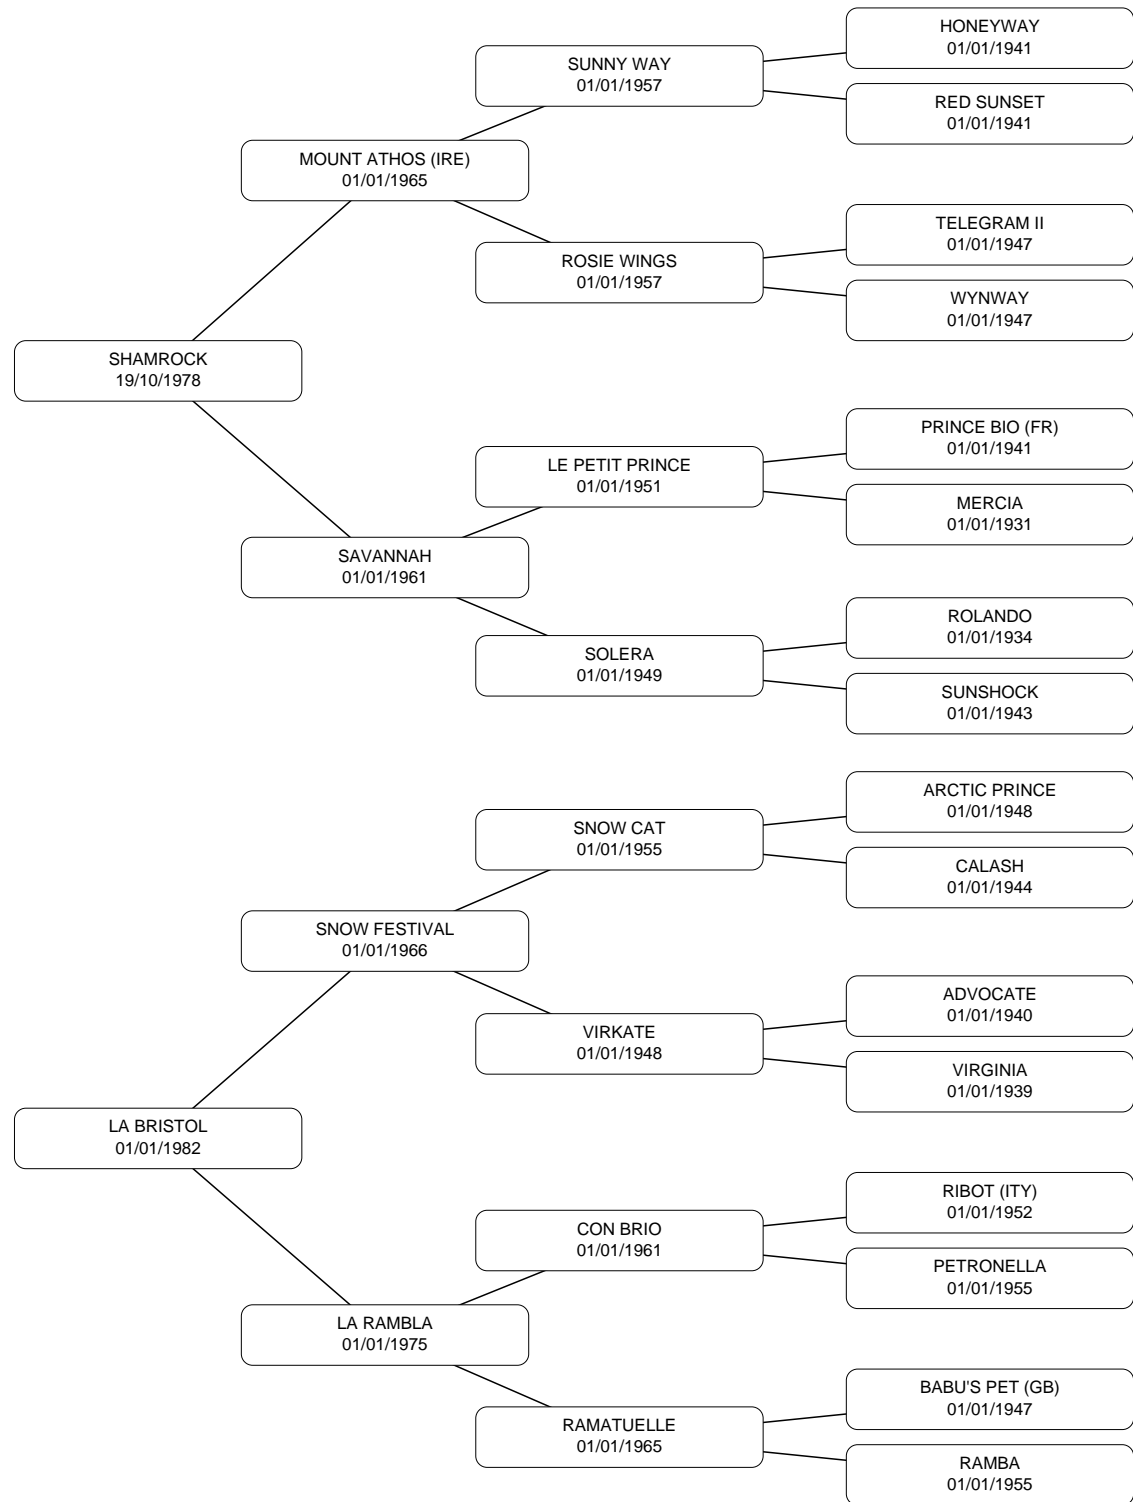 HONEYWAY
01/01/1941
SUNNY WAY
01/01/1957
RED SUNSET
01/01/1941
MOUNT ATHOS (IRE)
01/01/1965
TELEGRAM II
01/01/1947
ROSIE WINGS
01/01/1957
WYNWAY
01/01/1947
SHAMROCK
19/10/1978
PRINCE BIO (FR)
01/01/1941
LE PETIT PRINCE
01/01/1951
MERCIA
01/01/1931
SAVANNAH
01/01/1961
ROLANDO
01/01/1934
SOLERA
01/01/1949
SUNSHOCK
01/01/1943
ARCTIC PRINCE
01/01/1948
SNOW CAT
01/01/1955
CALASH
01/01/1944
SNOW FESTIVAL
01/01/1966
ADVOCATE
01/01/1940
VIRKATE
01/01/1948
VIRGINIA
01/01/1939
LA BRISTOL
01/01/1982
RIBOT (ITY)
01/01/1952
CON BRIO
01/01/1961
PETRONELLA
01/01/1955
LA RAMBLA
01/01/1975
BABU'S PET (GB)
01/01/1947
RAMATUELLE
01/01/1965
RAMBA
01/01/1955